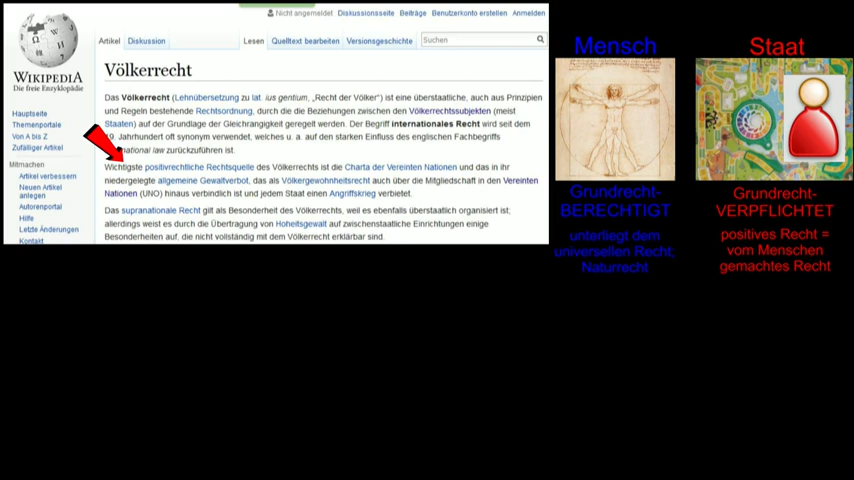 Nicht angemeldet Diskussionsseite Beiträge Benutzerkonto erstellen Anmelden
Artikel Diskussion Lesen Quelltext bearbeiten Versionsgeschichte Suchen
WIKIPEDIA
Die freie Enzyklopädie
Hauptseite
Themenportale
Von A bis Z
Zufälliger Artikel
Mitmachen
Artikel verbessern
Neuen Artikel
anlegen
Autorenportal
Hilfe
Letzte Änderungen
Kontakt
Völkerrecht
Das Völkerrecht (Lehnübersetzung zu lat. ius gentium, „Recht der Völker“) ist eine überstaatliche, auch aus Prinzipien
und Regeln bestehende Rechtsordnung, durch die die Beziehungen zwischen den Völkerrechtssubjekten (meist
Staaten) auf der Grundlage der Gleichrangigkeit geregelt werden. Der Begriff internationales Recht wird seit dem
Jahrhundert oft synonym verwendet, welches u. a. auf den starken Einfluss des englischen Fachbegriffs
law zurückzuführen ist.
Wichtigste positivrechtliche Rechtsquelle des Völkerrechts ist die Charta der Vereinten Nationen und das in ihr
niedergelegte allgemeine Gewaltverbot, das als Völkergewohnheitsrecht auch über die Mitgliedschaft in den Vereinten
Nationen (UNO) hinaus verbindlich ist und jedem Staat einen Angriffskrieg verbietet.
Das supranationale Recht gilt als Besonderheit des Völkerrechts, weil es ebenfalls überstaatlich organisiert ist;
allerdings weist es durch die Übertragung von Hoheitsgewalt auf zwischenstaatliche Einrichtungen einige
Besonderheiten auf, die nicht vollständig mit dem Völkerrecht erklärbar sind.
Mensch
Grundrecht-
BERECHTIGT
unterliegt dem
universellen Recht;
Naturrecht
Staat
Grundrecht-
VERPFLICHTET
positives Recht =
vom Menschen
gemachtes Recht